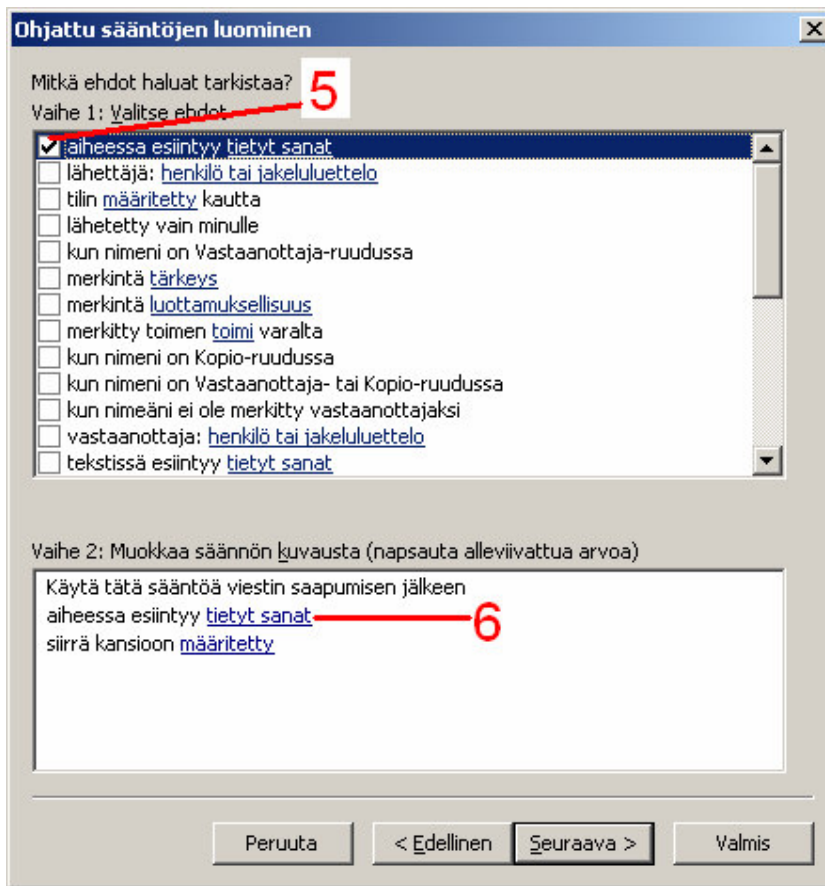 Ohjattu sääntöjen luominen
Mitkä ehdot haluat tarkistaa?
5
Vaihe 1: Valitse ehdot
aiheessa esiintyy tietyt sanat
lähettäjä: henkilö tai jakeluluettelo
tilin määritetty kautta
lähetetty vain minulle
kun nimeni on Vastaanottaja-ruudussa
merkintä tärkeys
merkintä luottamuksellisuus
merkitty toimen toimi varalta
kun nimeni on Kopio-ruudussa
kun nimeni on Vastaanottaja- tai Kopio-ruudussa
kun nimeäni ei ole merkitty vastaanottajaksi
vastaanottaja: henkilö tai jakeluluettelo
tekstissä esiintyy tietyt sanat
Vaihe 2: Muokkaa säännön kuvausta (napsauta alleviivattua arvoa)
Käytä tätä sääntöä viestin saapumisen jälkeen
aiheessa esiintyy tietyt sanat 6
siirrä kansioon määritetty
Peruuta < Edellinen Seuraava > Valmis